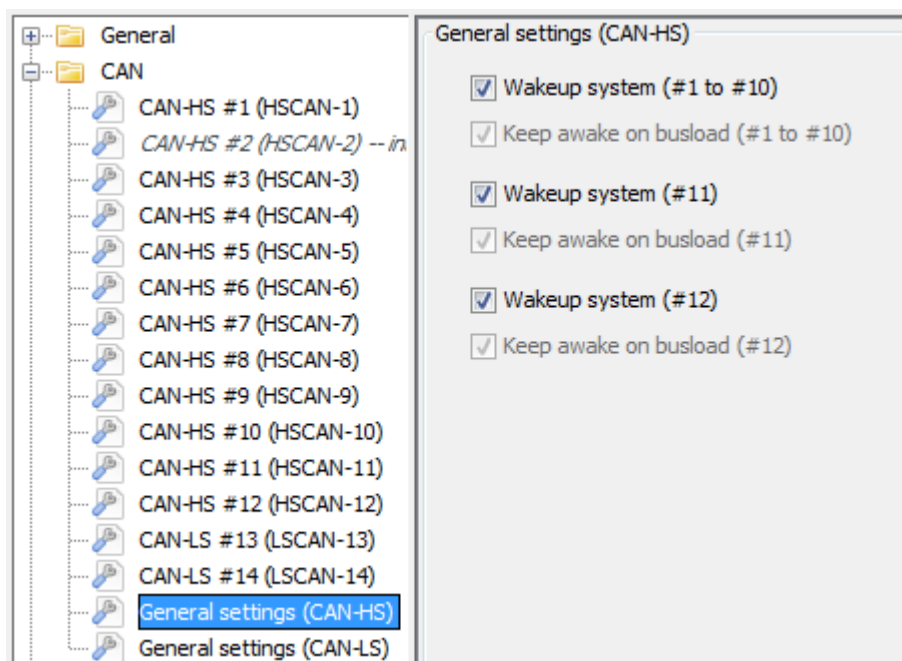 General
CAN
CAN-HS #1 (HSCAN-1)
CAN-HS #2 (HSCAN-2) --
CAN-HS #3 (HSCAN-3)
CAN-HS #4 (HSCAN-4)
CAN-HS #5 (HSCAN-5)
CAN-HS #6 (HSCAN-6)
CAN-HS #7 (HSCAN-7)
CAN-HS #8 (HSCAN-8)
CAN-HS #9 (HSCAN-9)
CAN-HS #10 (HSCAN-10)
CAN-HS #11 (HSCAN-11)
CAN-HS #12 (HSCAN-12)
CAN-LS #13 (LSCAN-13)
CAN-LS #14 (LSCAN-14)
General settings (CAN-HS)
General settings (CAN-LS)
General settings (CAN-HS)
Wakeup system (#1 to #10)
Keep awake on busload (#1 to #10)
Wakeup system (#11)
Keep awake on busload (#11)
Wakeup system (#12)
Keep awake on busload (#12)